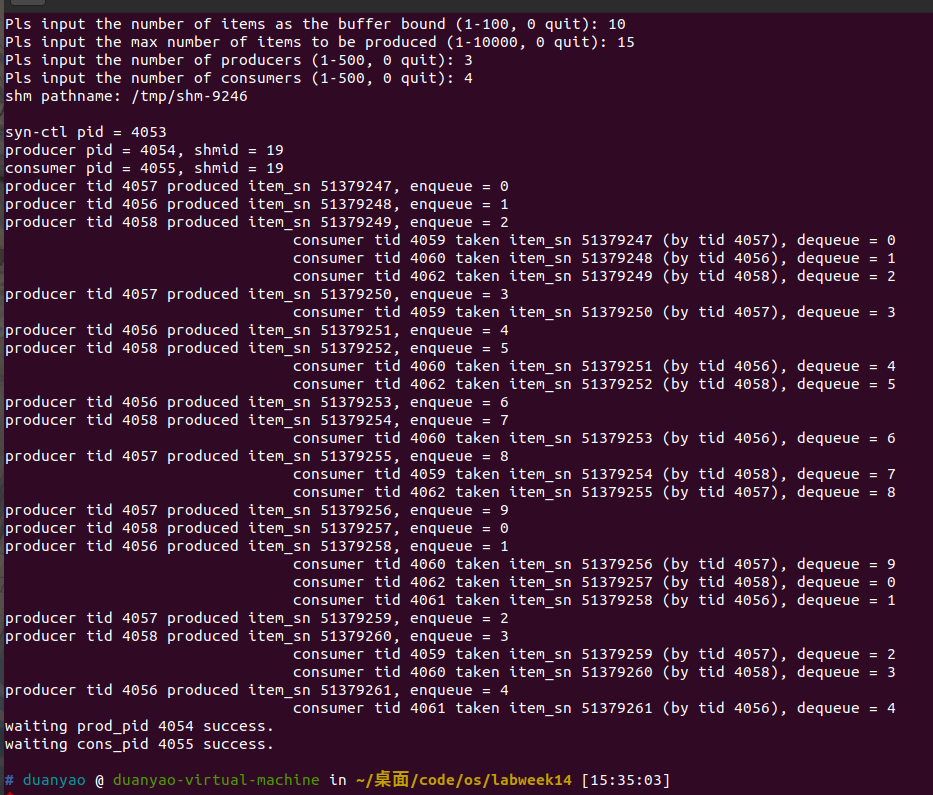 Pls input the number of items as the buffer bound (1-100, 0 quit): 10
Pls input the max number of items to be produced (1-10000, 0 quit): 15
Pls input the number of producers (1-500, 0 quit): 3
Pls input the number of consumers (1-500, 0 quit): 4
shm pathname: /tmp/shm-9246
syn-ctl pid = 4053
producer pid = 4054, shmid = 19
consumer pid = 4055, shmid = 19
producer tid 4057 produced item_sn 51379247, enqueue = 0
producer tid 4056 produced item_sn 51379248, enqueue = 1
producer tid 4058 produced item_sn 51379249, enqueue = 2
consumer tid 4059 taken item_sn 51379247 (by tid 4057), dequeue = 0
consumer tid 4060 taken item_sn 51379248 (by tid 4056), dequeue = 1
consumer tid 4062 taken item_sn 51379249 (by tid 4058), dequeue = 2
producer tid 4057 produced item_sn 51379250, enqueue = 3
consumer tid 4059 taken item_sn 51379250 (by tid 4057), dequeue = 3
producer tid 4056 produced item_sn 51379251, enqueue = 4
producer tid 4058 produced item_sn 51379252, enqueue = 5
consumer tid 4060 taken item_sn 51379251 (by tid 4056), dequeue = 4
consumer tid 4062 taken item_sn 51379252 (by tid 4058), dequeue = 5
producer tid 4056 produced item_sn 51379253, enqueue = 6
producer tid 4058 produced item_sn 51379254, enqueue = 7
consumer tid 4060 taken item_sn 51379253 (by tid 4056), dequeue = 6
producer tid 4057 produced item_sn 51379255, enqueue = 8
consumer tid 4059 taken item_sn 51379254 (by tid 4058), dequeue = 7
consumer tid 4062 taken item_sn 51379255 (by tid 4057), dequeue = 8
producer tid 4057 produced item_sn 51379256, enqueue = 9
producer tid 4058 produced item_sn 51379257, enqueue = 0
producer tid 4056 produced item_sn 51379258, enqueue = 1
consumer tid 4060 taken item_sn 51379256 (by tid 4057), dequeue = 9
consumer tid 4062 taken item_sn 51379257 (by tid 4058), dequeue = 0
consumer tid 4061 taken item_sn 51379258 (by tid 4056), dequeue = 1
producer tid 4057 produced item_sn 51379259, enqueue = 2
producer tid 4058 produced item_sn 51379260, enqueue = 3
consumer tid 4059 taken item_sn 51379259 (by tid 4057), dequeue = 2
consumer tid 4060 taken item_sn 51379260 (by tid 4058), dequeue = 3
producer tid 4056 produced item_sn 51379261, enqueue = 4
consumer tid 4061 taken item_sn 51379261 (by tid 4056), dequeue = 4
waiting prod_pid 4054 success.
waiting cons_pid 4055 success.
# duanyao @ duanyao-virtual-machine in ~/桌面/code/os/labweek14 [15:35:03]